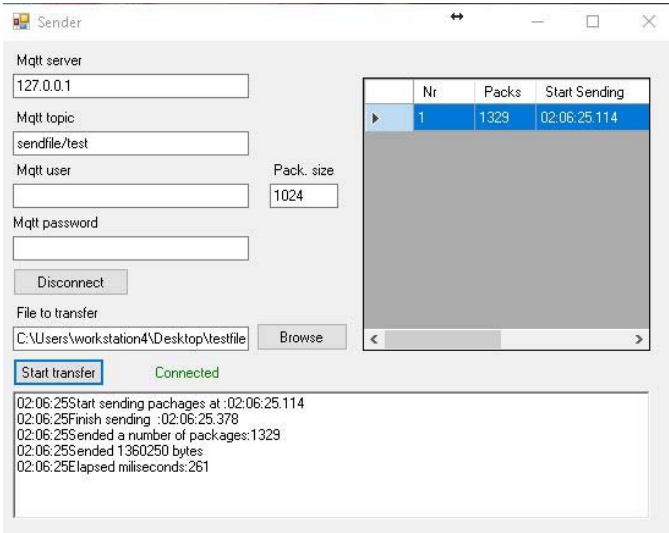 Sender
Mqtt server
127.0.0.1
Mqtt topic
sendfile/test
Mqtt user
Pack. size
1024
Mqtt password
Disconnect
File to transfer
C:\Users\workstation4\Desktop\testfile
Browse
Start transfer
Connected
Nr Packs Start Sending
1 1329 02:06:25.114
02:06:25Start sending pachages at :02:06:25.114
02:06:25Finish sending :02:06:25.378
02:06:25Sended a number of packages:1329
02:06:25Sended 1360250 bytes
02:06:25Elapsed miliseconds:261